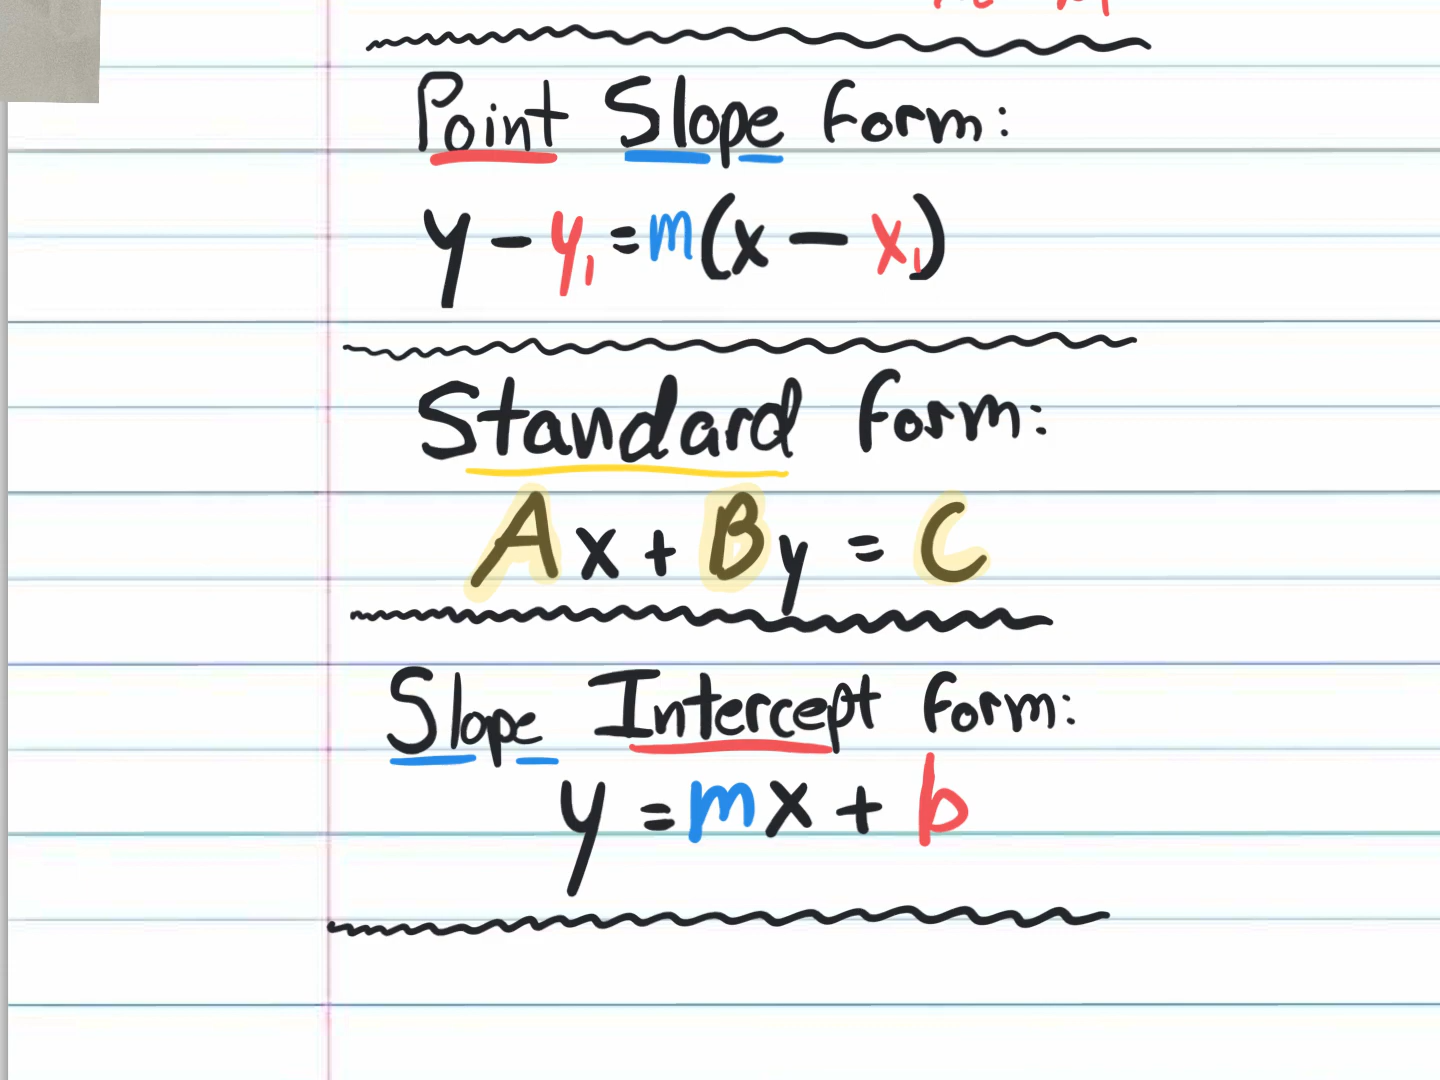 Point Slope form:
y - y₁ = m(x - x₁)
Standard form:
Ax + By = C
Slope Intercept form:
y = mx + b